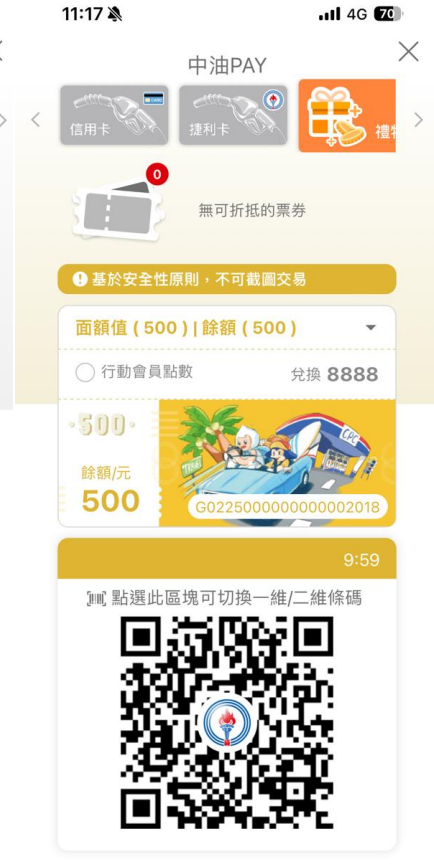 11:17
4G 70
中油PAY
信用卡
捷利卡
禮物
0
無可折抵的票券
基於安全性原則，不可截圖交易
面額值 ( 500 ) | 餘額 ( 500 )
行動會員點數
兌換 8888
500
餘額/元
500
CPC
G0225000000000002018
9:59
點選此區塊可切換一維/二維條碼